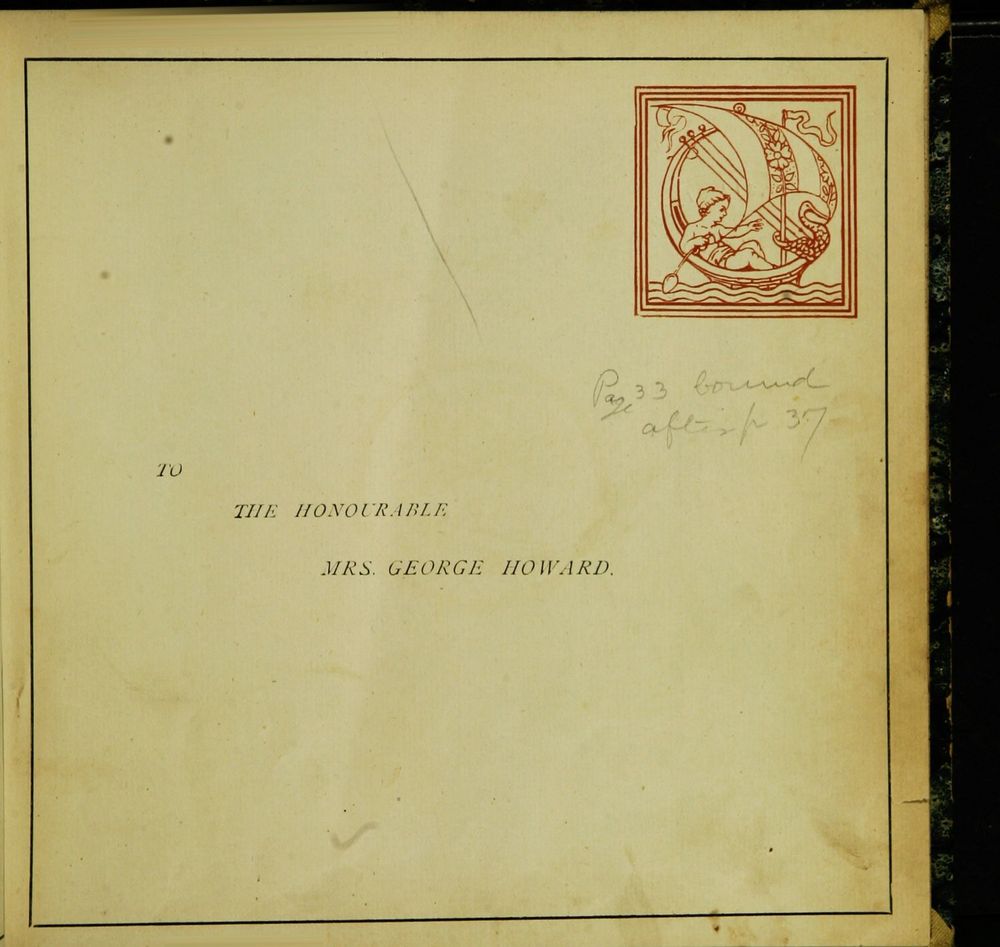 Page 33 bound
after p 37
TO
THE HONOURABLE
MRS. GEORGE HOWARD.